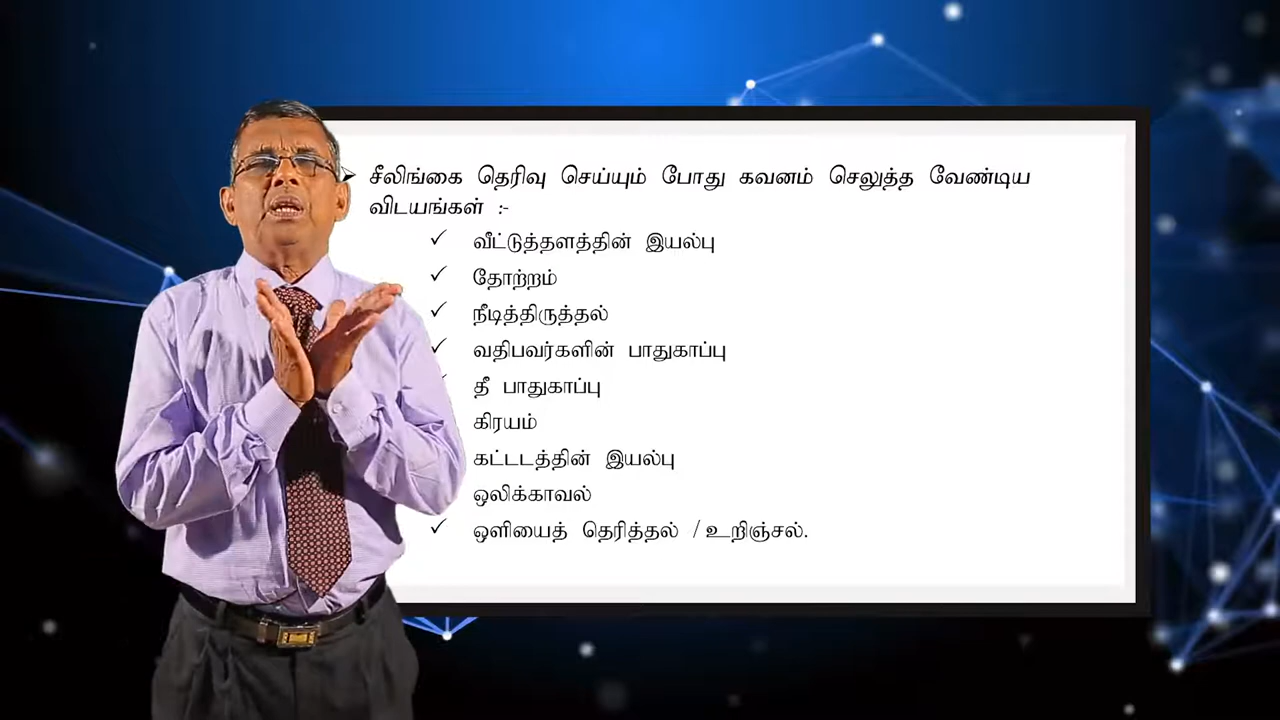 சீலிங்கை தெரிவு செய்யும் போது கவனம் செலுத்த வேண்டிய
விடயங்கள் :-
வீட்டுத்தளத்தின் இயல்பு
தோற்றம்
நீடித்திருத்தல்
வதிபவர்களின் பாதுகாப்பு
தீ பாதுகாப்பு
கிரயம்
கட்டடத்தின் இயல்பு
ஒலிக்காவல்
ஒளியைத் தெரித்தல் / உறிஞ்சல்.